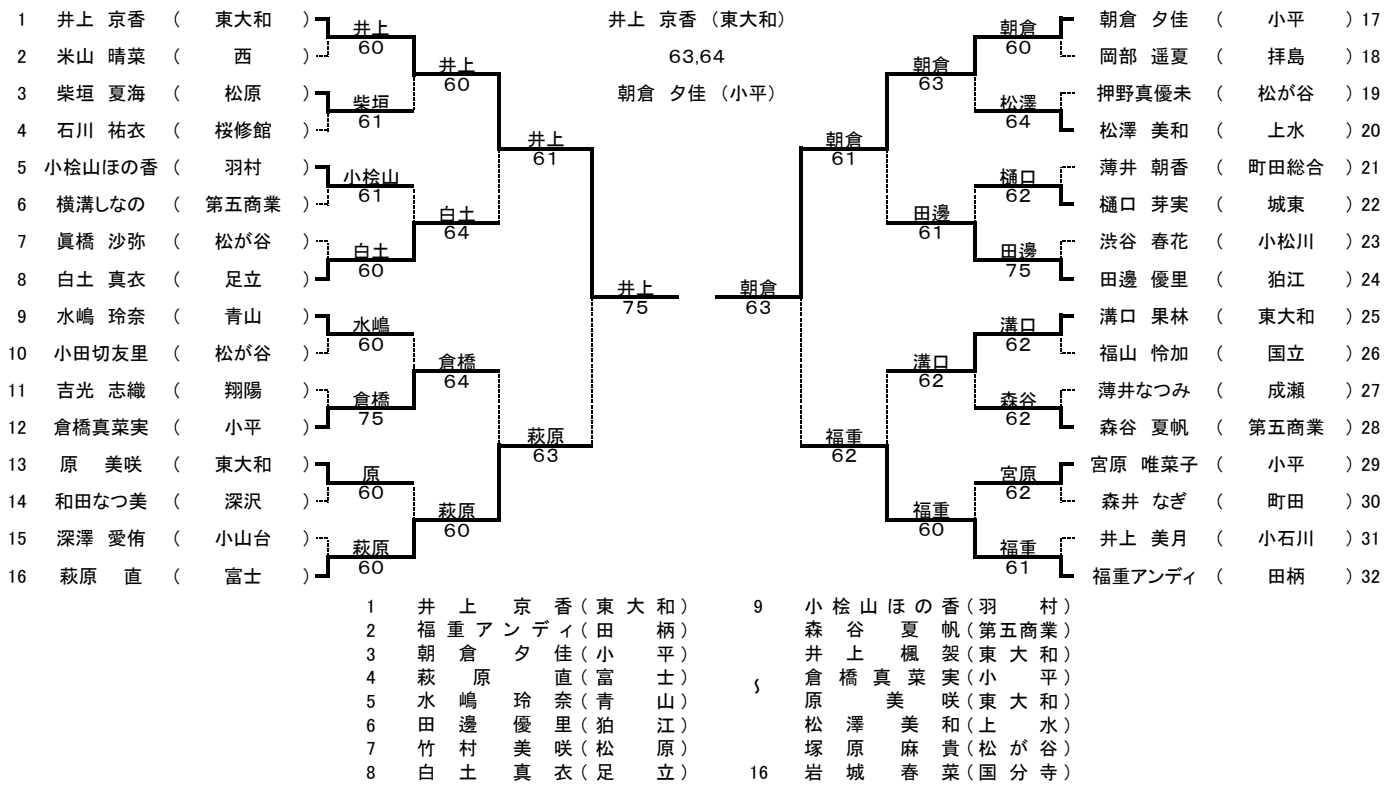 井上 京香 （東大和）
63,64
朝倉 夕佳 （小平）
1 井上 京香 （ 東大和 ）
2 米山 晴菜 （ 西 ）
3 柴垣 夏海 （ 松原 ）
4 石川 祐衣 （ 桜修館 ）
5 小桧山ほの香 （ 羽村 ）
6 横溝しなの （ 第五商業 ）
7 眞橋 沙弥 （ 松が谷 ）
8 白土 真衣 （ 足立 ）
9 水嶋 玲奈 （ 青山 ）
10 小田切友里 （ 松が谷 ）
11 吉光 志織 （ 翔陽 ）
12 倉橋真菜実 （ 小平 ）
13 原 美咲 （ 東大和 ）
14 和田なつ美 （ 深沢 ）
15 深澤 愛侑 （ 小山台 ）
16 萩原 直 （ 富士 ）
井上
60
柴垣
61
小桧山
61
白土
60
水嶋
60
倉橋
75
原
60
萩原
60
井上
60
白土
64
倉橋
64
萩原
60
井上
61
萩原
63
井上
75
朝倉
63
朝倉
61
福重
62
朝倉
63
田邊
61
溝口
62
福重
60
朝倉
60
松澤
64
樋口
62
田邊
75
溝口
62
森谷
62
宮原
62
福重
61
朝倉 夕佳 （ 小平 ） 17
岡部 遥夏 （ 拝島 ） 18
押野真優未 （ 松が谷 ） 19
松澤 美和 （ 上水 ） 20
薄井 朝香 （ 町田総合 ） 21
樋口 芽実 （ 城東 ） 22
渋谷 春花 （ 小松川 ） 23
田邊 優里 （ 狛江 ） 24
溝口 果林 （ 東大和 ） 25
福山 怜加 （ 国立 ） 26
薄井なつみ （ 成瀬 ） 27
森谷 夏帆 （ 第五商業 ） 28
宮原 唯菜子 （ 小平 ） 29
森井 なぎ （ 町田 ） 30
井上 美月 （ 小石川 ） 31
福重アンディ （ 田柄 ） 32
1 井上 京香（東大和）
2 福重アンディ（田柄）
3 朝倉 夕佳（小平）
4 萩原 直（富士）
5 水嶋 玲奈（青山）
6 田邊 優里（狛江）
7 竹村 美咲（松原）
8 白土 真衣（足立）
9 小桧山ほの香（羽村）
森谷 夏帆（第五商業）
井上 楓袈（東大和）
倉橋真菜実（小平）
〜
原 美咲（東大和）
松澤 美和（上水）
塚原 麻貴（松が谷）
16 岩城 春菜（国分寺）